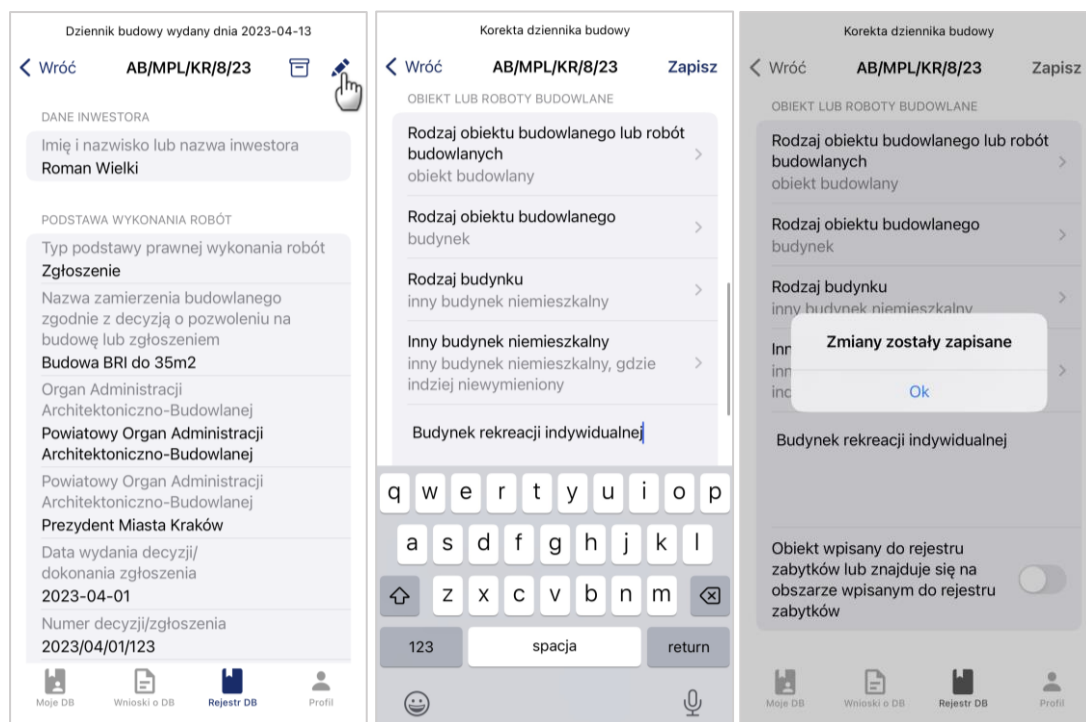 Dziennik budowy wydany dnia 2023-04-13
Wróć
AB/MPL/KR/8/23
DANE INWESTORA
Imię i nazwisko lub nazwa inwestora
Roman Wielki
PODSTAWA WYKONANIA ROBÓT
Typ podstawy prawnej wykonania robót
Zgłoszenie
Nazwa zamierzenia budowlanego
zgodnie z decyzją o pozwoleniu na
budowę lub zgłoszeniem
Budowa BRI do 35m2
Organ Administracji
Architektoniczno-Budowlanej
Powiatowy Organ Administracji
Architektoniczno-Budowlanej
Powiatowy Organ Administracji
Architektoniczno-Budowlanej
Prezydent Miasta Kraków
Data wydania decyzji/
dokonania zgłoszenia
2023-04-01
Numer decyzji/zgłoszenia
2023/04/01/123
Moje DB
Wnioski o DB
Rejestr DB
Profil
Korekta dziennika budowy
Wróć
AB/MPL/KR/8/23
Zapisz
OBIEKT LUB ROBOTY BUDOWLANE
Rodzaj obiektu budowlanego lub robót
budowlanych
obiekt budowlany
Rodzaj obiektu budowlanego
budynek
Rodzaj budynku
inny budynek niemieszkalny
Inny budynek niemieszkalny
inny budynek niemieszkalny, gdzie
indziej niewymieniony
Budynek rekreacji indywidualnej
q w e r t y u i o p
a s d f g h j k l
z x c v b n m
123
spacja
return
Korekta dziennika budowy
Wróć
AB/MPL/KR/8/23
Zapisz
OBIEKT LUB ROBOTY BUDOWLANE
Rodzaj obiektu budowlanego lub robót
budowlanych
obiekt budowlany
Rodzaj obiektu budowlanego
budynek
Rodzaj budynku
inny budynek niemieszkalny
Zmiany zostały zapisane
Ok
Budynek rekreacji indywidualnej
Obiekt wpisany do rejestru
zabytków lub znajduje się na
obszarze wpisanym do rejestru
zabytków
Moje DB
Wnioski o DB
Rejestr DB
Profil